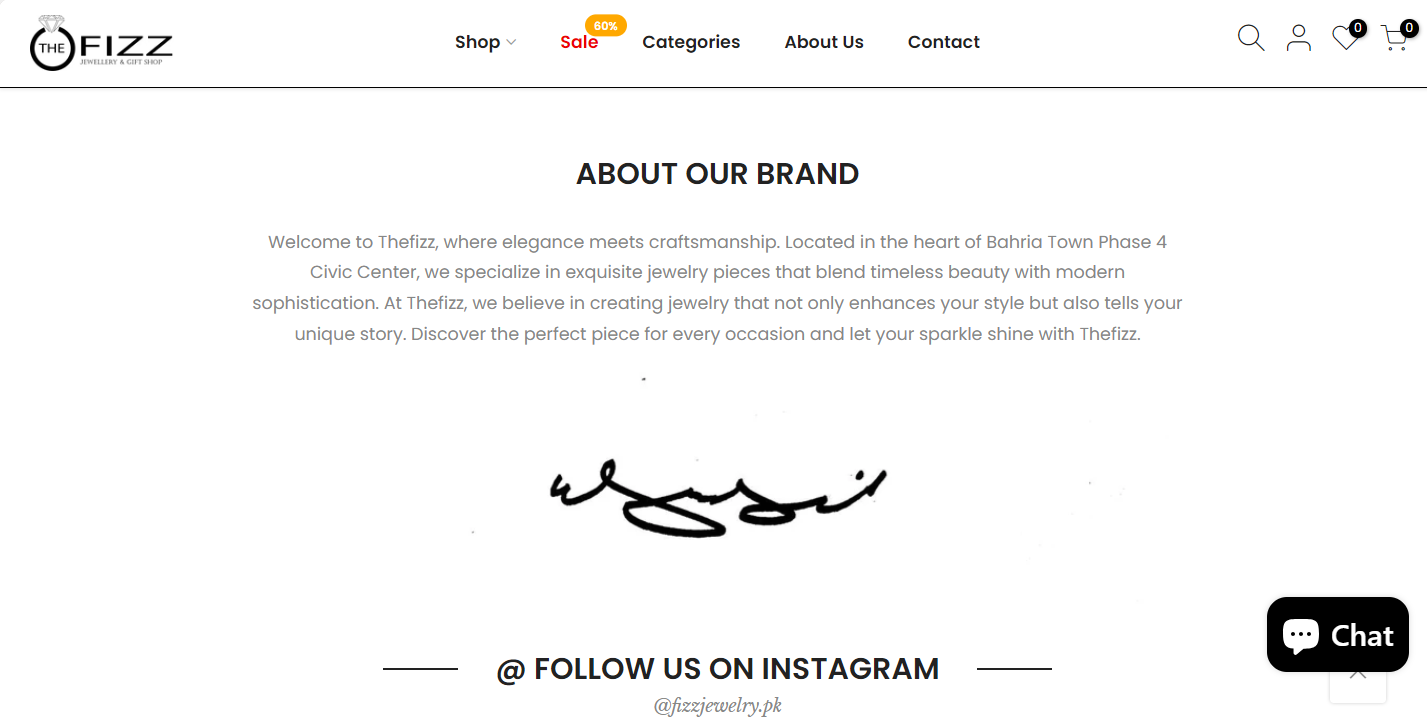 THE FIZZ
JEWELLERY & GIFT SHOP
Shop
Sale
60%
Categories
About Us
Contact
0
0
ABOUT OUR BRAND
Welcome to Thefizz, where elegance meets craftsmanship. Located in the heart of Bahria Town Phase 4
Civic Center, we specialize in exquisite jewelry pieces that blend timeless beauty with modern
sophistication. At Thefizz, we believe in creating jewelry that not only enhances your style but also tells your
unique story. Discover the perfect piece for every occasion and let your sparkle shine with Thefizz.
@ FOLLOW US ON INSTAGRAM
@fizzjewelry.pk
Chat